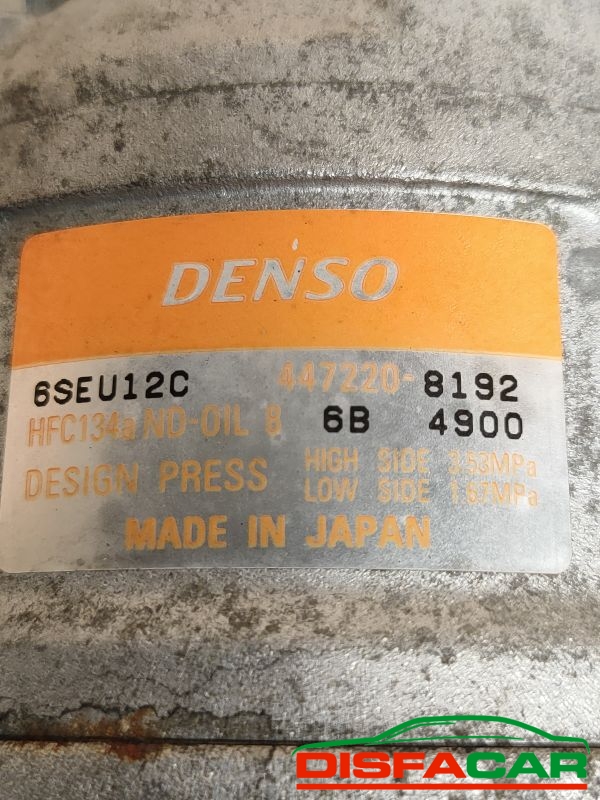 DENSO
6SEU12C 447220-8192
HFC134a ND-OIL 8 6B 4900
DESIGN PRESS HIGH SIDE 3.53MPa
LOW SIDE 1.67MPa
MADE IN JAPAN
DISFACAR